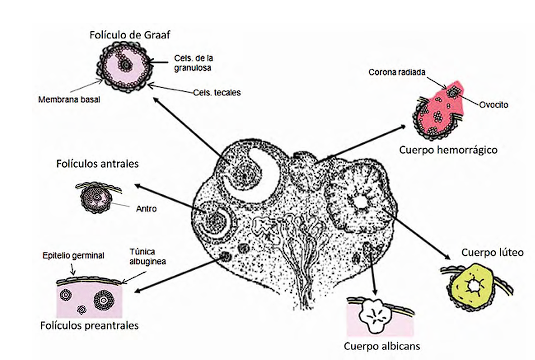 Folículo de Graaf
Cels. de la
granulosa
Membrana basal
Cels. tecales
Corona radiada
Ovocito
Cuerpo hemorrágico
Folículos antrales
Antro
Epitelio germinal
Túnica
albuginea
Folículos preantrales
Cuerpo lúteo
Cuerpo albicans